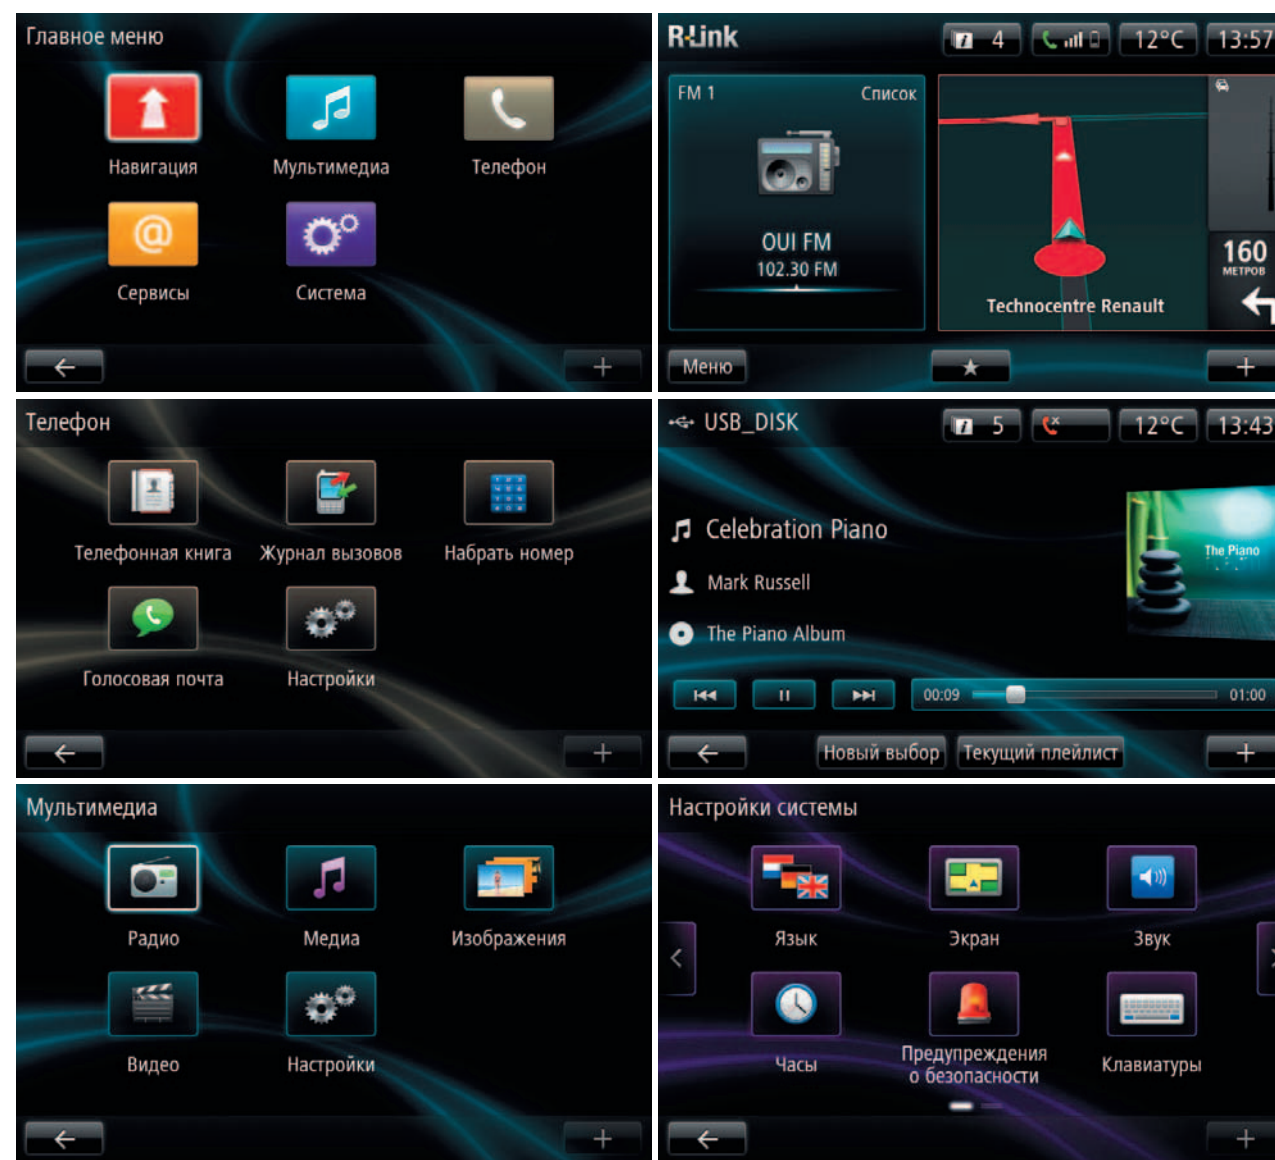 Главное меню
Навигация
Мультимедиа
Телефон
Сервисы
Система
R-Link
4
12°C
13:57
FM 1
Список
OUI FM
102.30 FM
Technocentre Renault
160
МЕТРОВ
Меню
Телефон
Телефонная книга
Журнал вызовов
Набрать номер
Голосовая почта
Настройки
USB_DISK
5
12°C
13:43
Celebration Piano
Mark Russell
The Piano Album
The Piano
00:09
01:00
Новый выбор
Текущий плейлист
Мультимедиа
Радио
Медиа
Изображения
Видео
Настройки
Настройки системы
Язык
Экран
Звук
Часы
Предупреждения
о безопасности
Клавиатуры